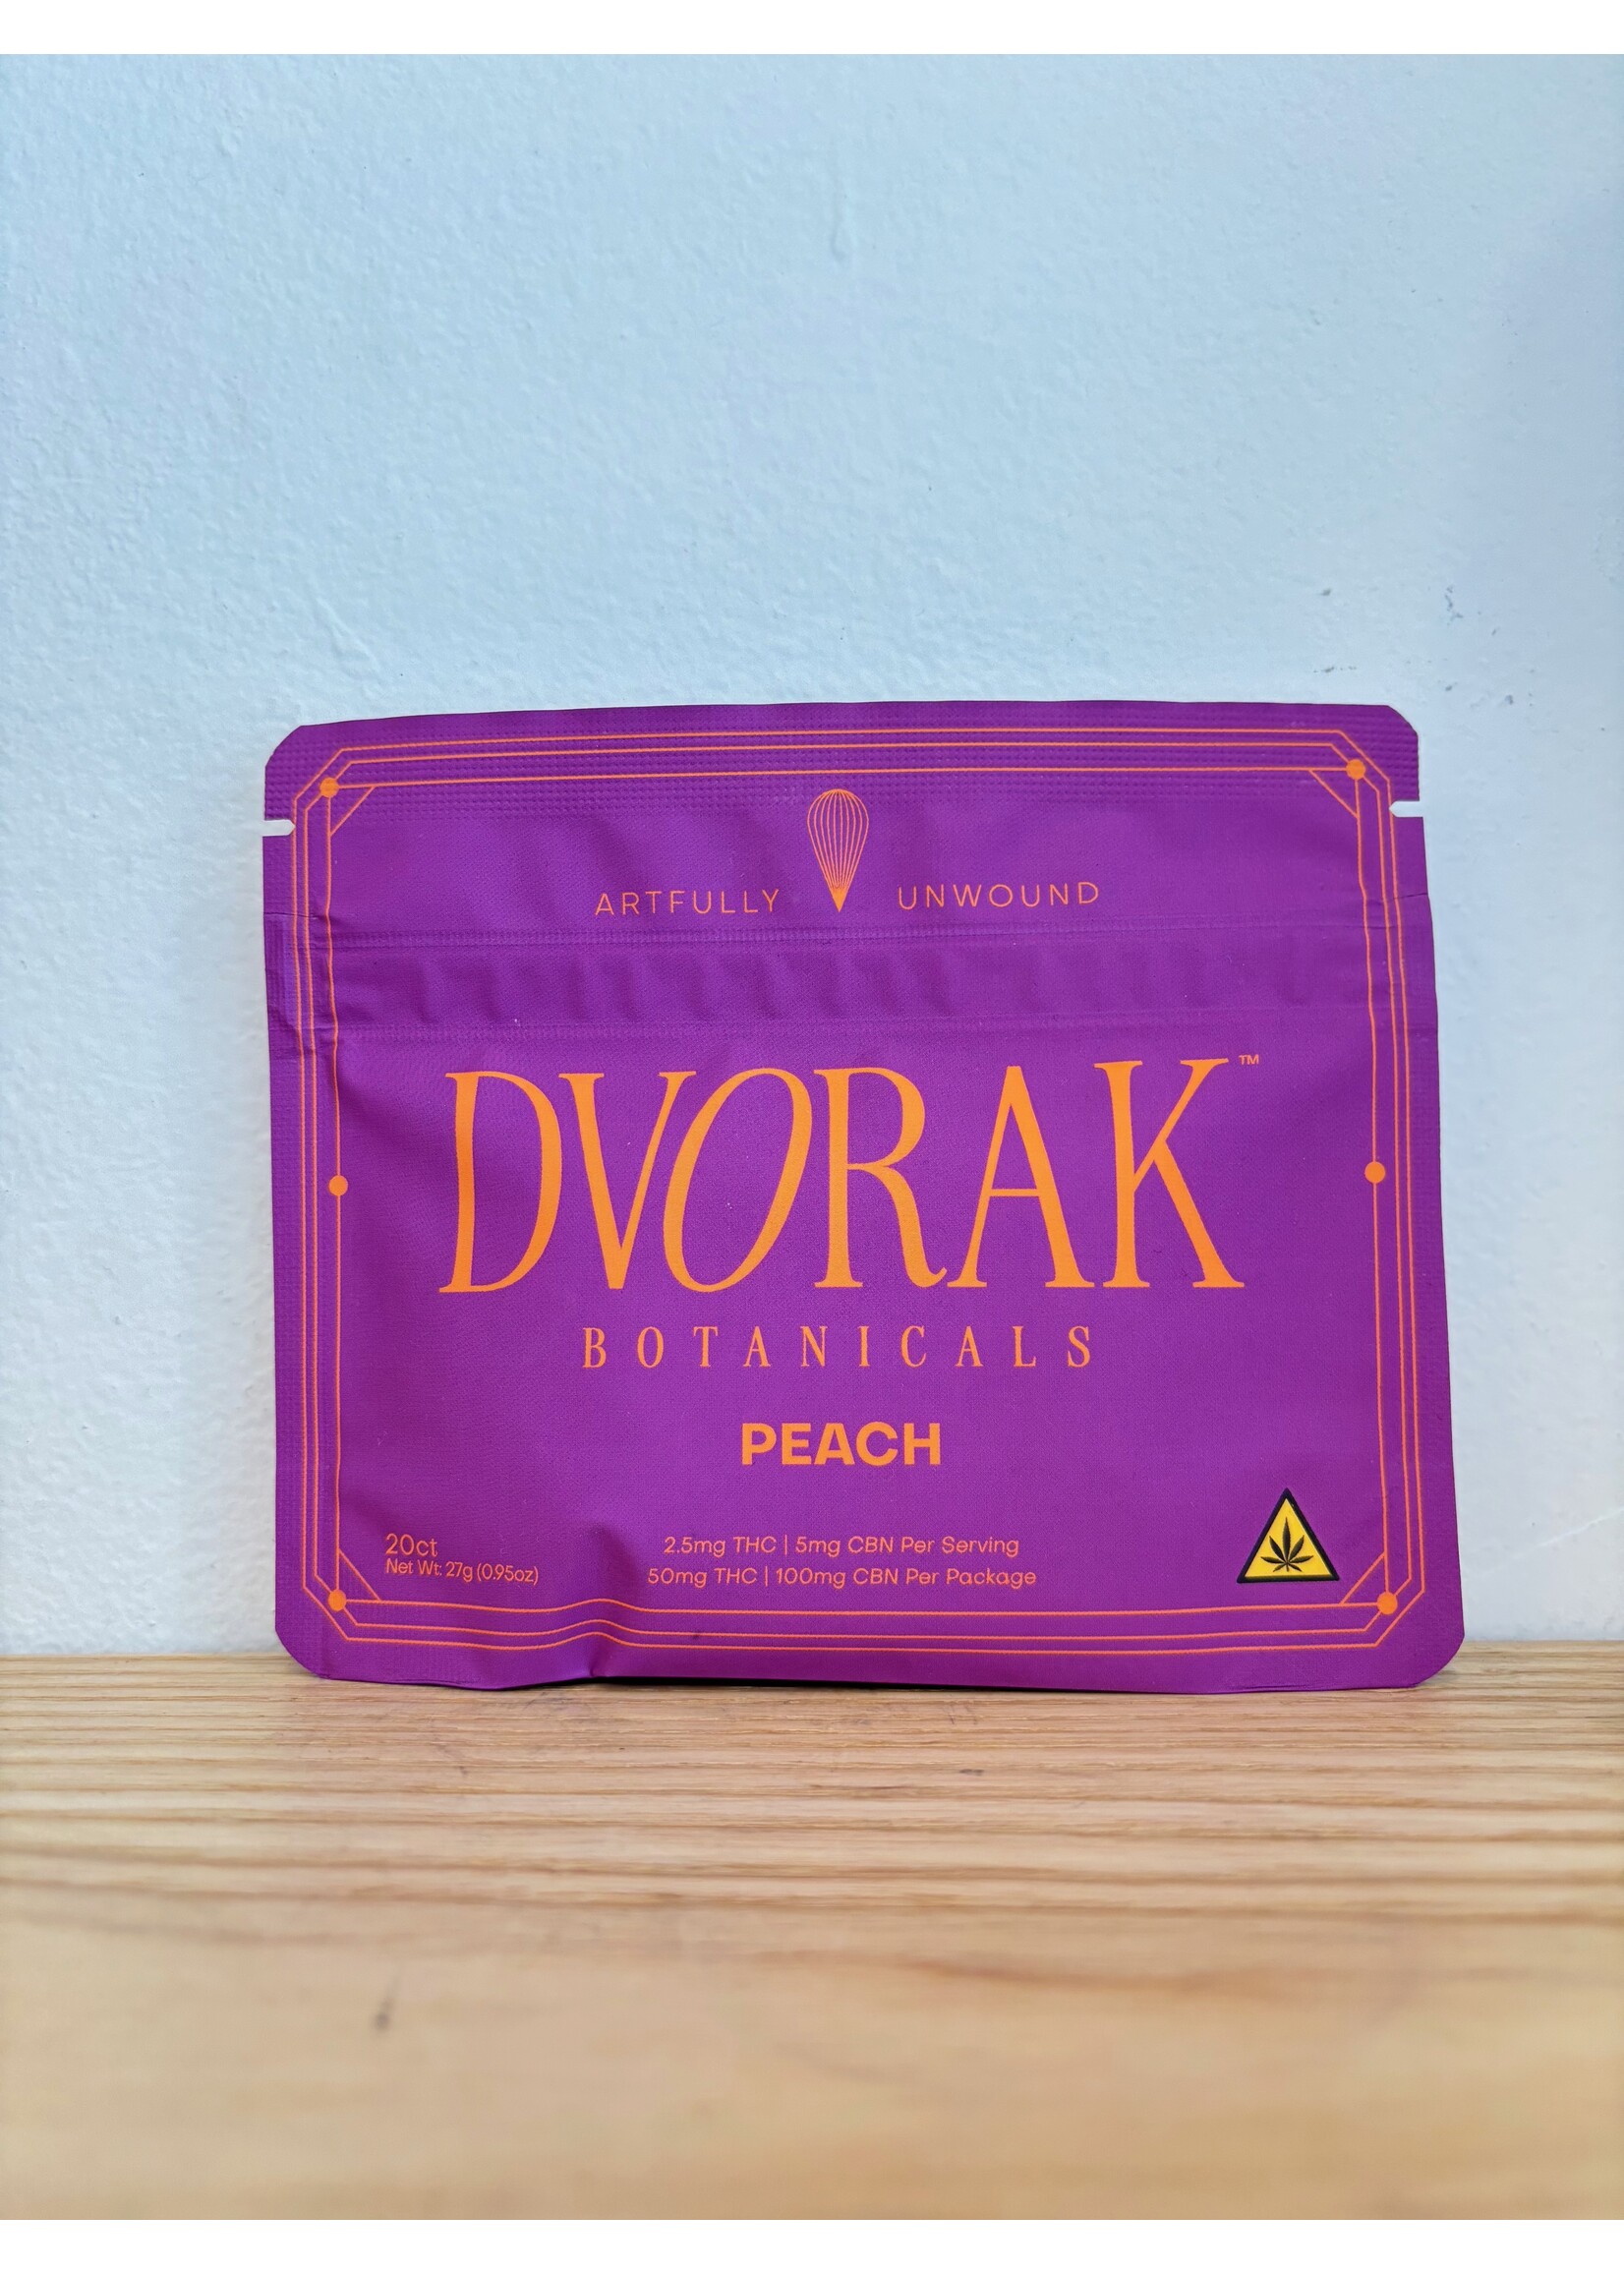 ARTFULLY UNWOUND
DVORAK™
BOTANICALS
PEACH
20ct
Net Wt: 27g (0.95oz)
2.5mg THC | 5mg CBN Per Serving
50mg THC | 100mg CBN Per Package